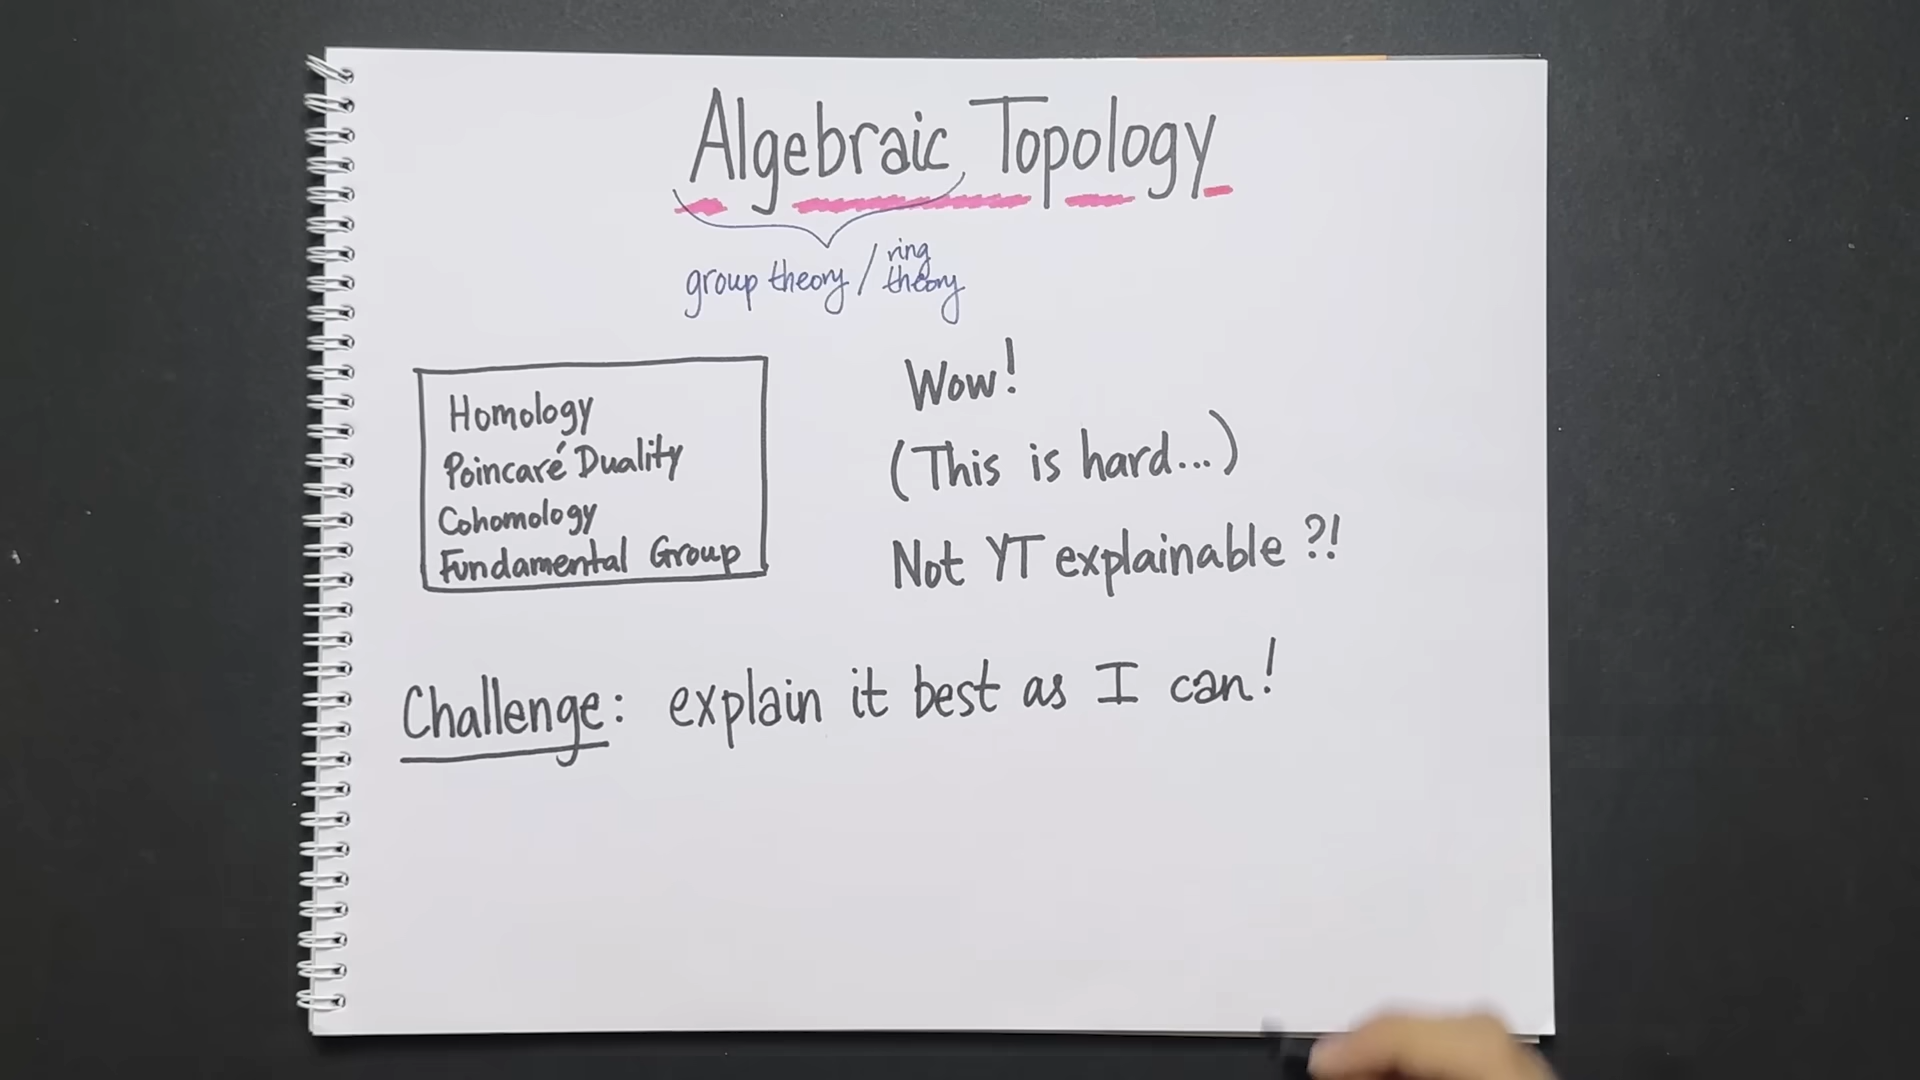 Algebraic Topology
group theory / ring theory
Homology
Poincaré Duality
Cohomology
Fundamental Group
Wow!
(This is hard...)
Not YT explainable?!
Challenge: explain it best as I can!